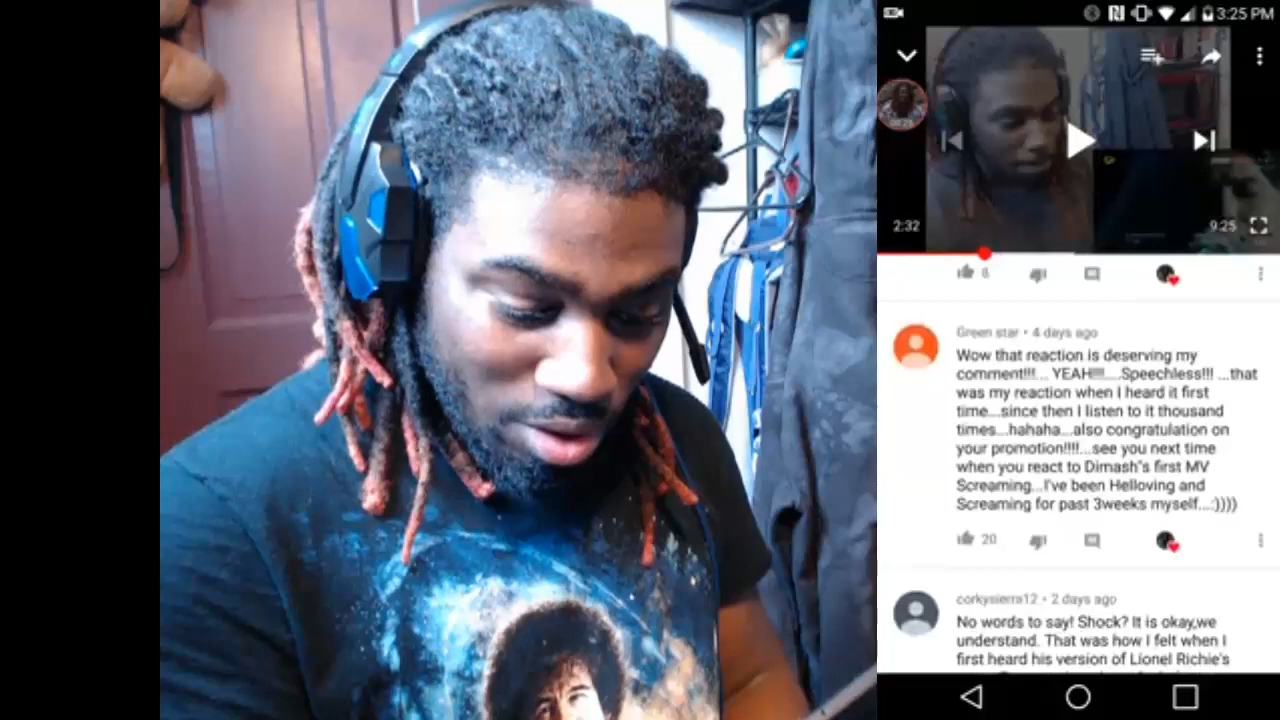 3:25 PM
2:32
9:25
6
Green star • 4 days ago
Wow that reaction is deserving my
comment!!!... YEAH!!!....Speechless!!! ...that
was my reaction when I heard it first
time...since then I listen to it thousand
times...hahaha...also congratulation on
your promotion!!!!...see you next time
when you react to Dimash"s first MV
Screaming...I've been Helloving and
Screaming for past 3weeks myself...:))))
20
corkysierra12 • 2 days ago
No words to say! Shock? It is okay,we
understand. That was how I felt when I
first heard his version of Lionel Richie's